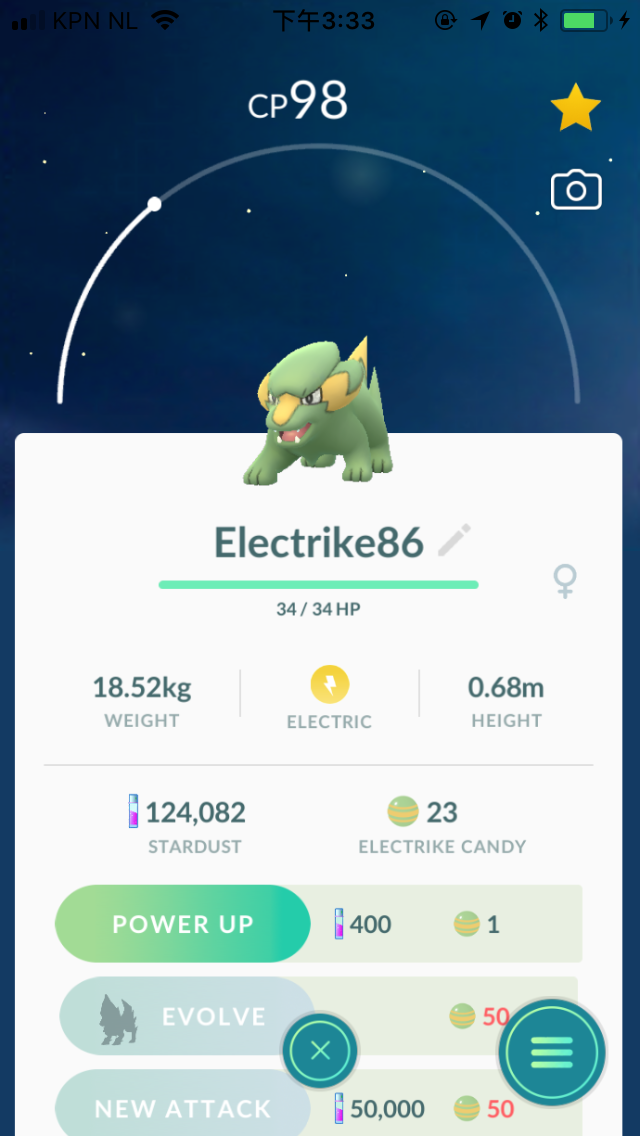 KPN NL 下午3:33
CP98
Electrike86
34 / 34 HP
18.52kg
WEIGHT
ELECTRIC
0.68m
HEIGHT
124,082
STARDUST
23
ELECTRIKE CANDY
POWER UP 400 1
EVOLVE 50
NEW ATTACK 50,000 50